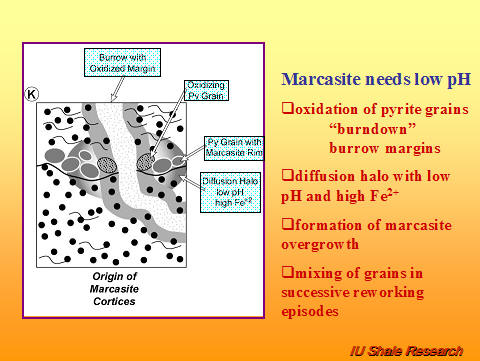 Burrow with
Oxidized Margin
Oxidizing
Py Grain
K
Py Grain with
Marcasite Rim
Diffusion Halo
low pH
high Fe+2
Origin of
Marcasite
Cortices
Marcasite needs low pH
❑oxidation of pyrite grains
“burndown”
burrow margins
❑diffusion halo with low
pH and high Fe2+
❑formation of marcasite
overgrowth
❑mixing of grains in
successive reworking
episodes
IU Shale Research